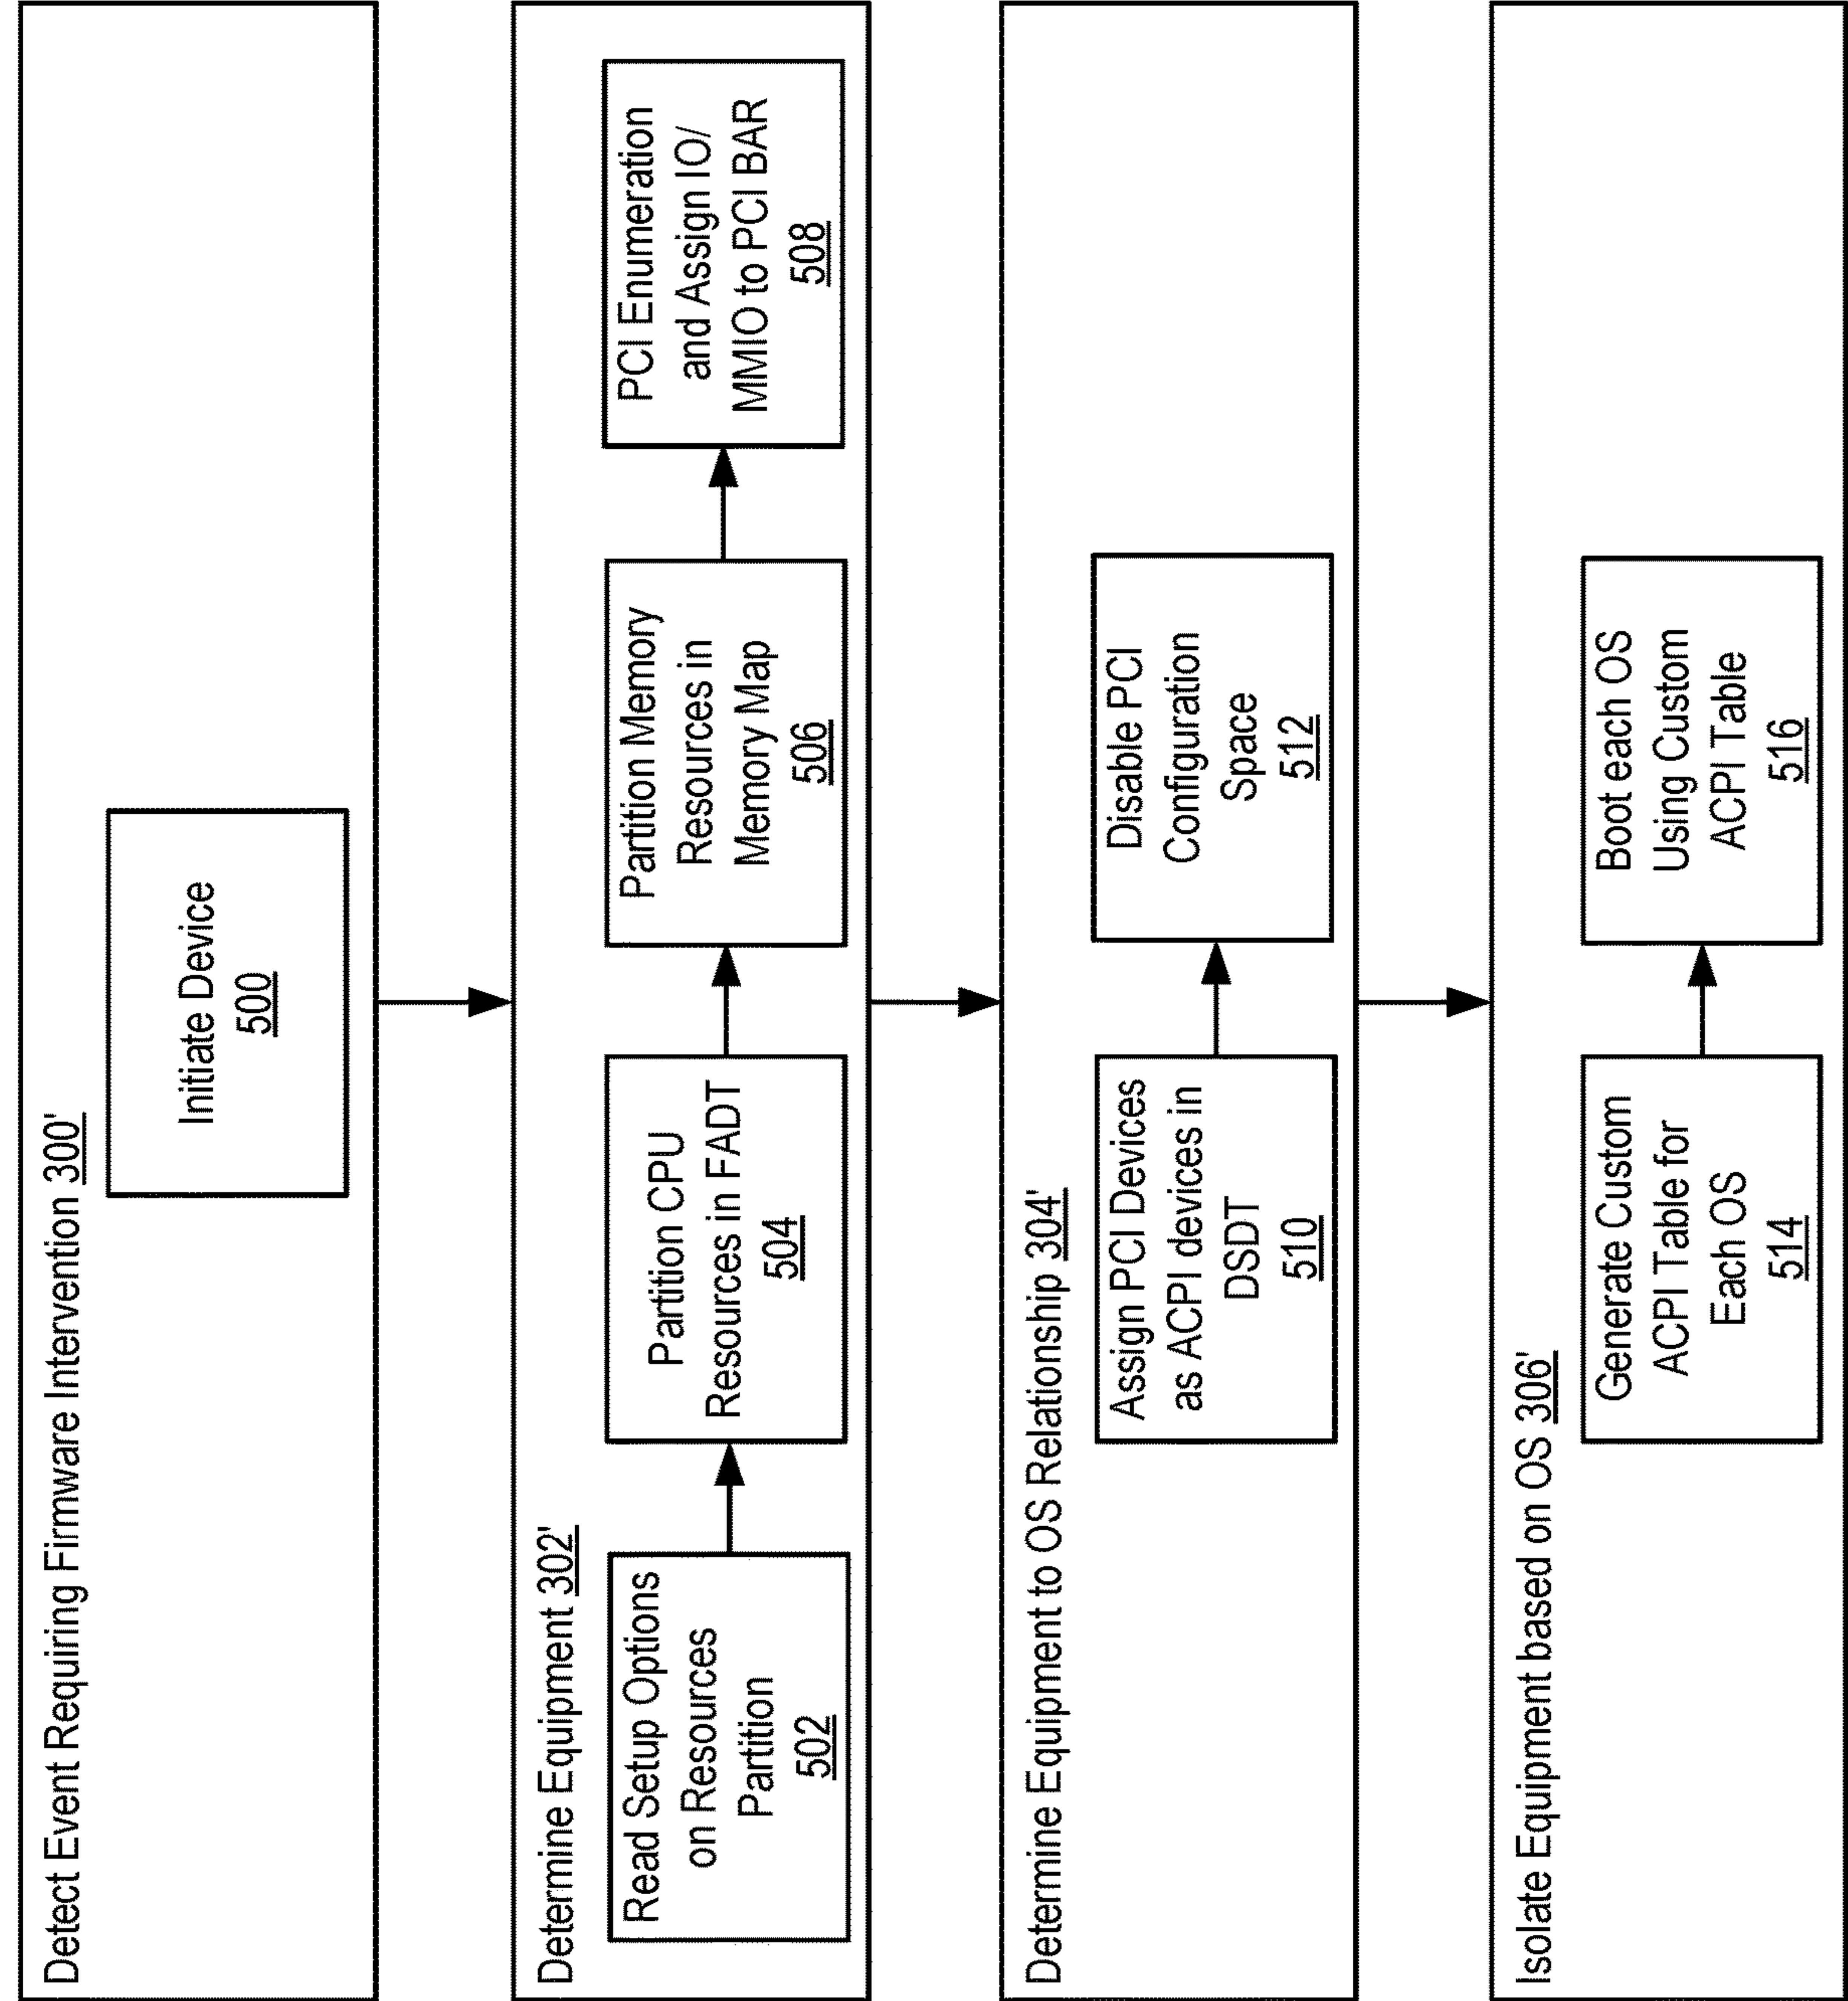 Detect Event Requiring Firmware Intervention 300'
Initiate Device
500
Determine Equipment 302'
Read Setup Options
on Resources
Partition
502
Partition CPU
Resources in FADT
504
Partition Memory
Resources in
Memory Map
506
PCI Enumeration
and Assign IO/
MMIO to PCI BAR
508
Determine Equipment to OS Relationship 304'
Assign PCI Devices
as ACPI devices in
DSDT
510
Disable PCI
Configuration
Space
512
Isolate Equipment based on OS 306'
Generate Custom
ACPI Table for
Each OS
514
Boot each OS
Using Custom
ACPI Table
516